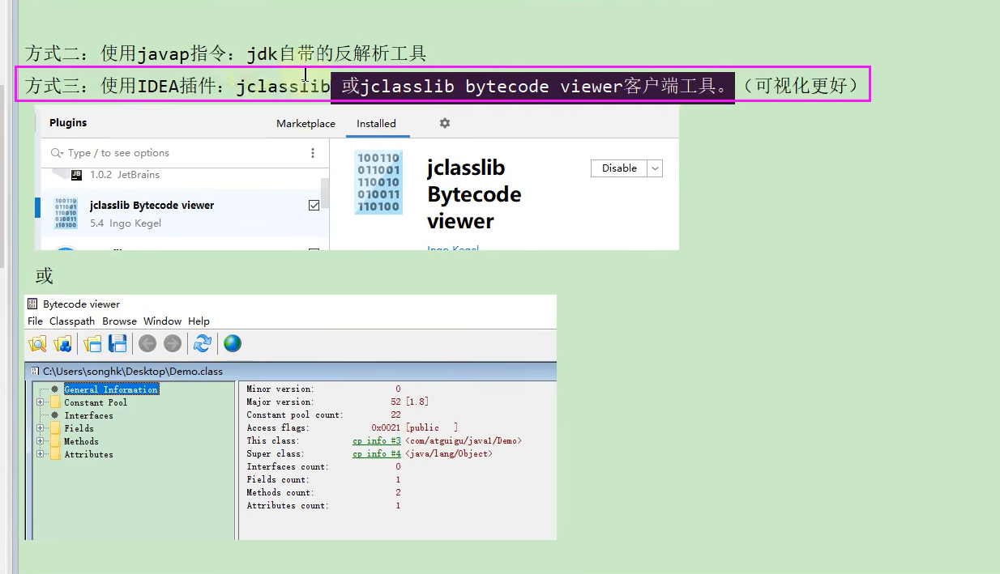 方式二：使用javap指令：jdk自带的反解析工具
方式三：使用IDEA插件：jclasslib 或jclasslib bytecode viewer客户端工具。（可视化更好）
Plugins
Marketplace
Installed
Type / to see options
JB
1.0.2 JetBrains
jclasslib Bytecode viewer
5.4 Ingo Kegel
100110
011001
110010
010011
110100
jclasslib
Bytecode
viewer
Disable
Ingo Kegel
或
Bytecode viewer
File Classpath Browse Window Help
C:\Users\songhk\Desktop\Demo.class
General Information
Constant Pool
Interfaces
Fields
Methods
Attributes
Minor version: 0
Major version: 52 [1.8]
Constant pool count: 22
Access flags: 0x0021 [public ]
This class: cp info #3 <com/atguigu/java1/Demo>
Super class: cp info #4 <java/lang/Object>
Interfaces count: 0
Fields count: 1
Methods count: 2
Attributes count: 1